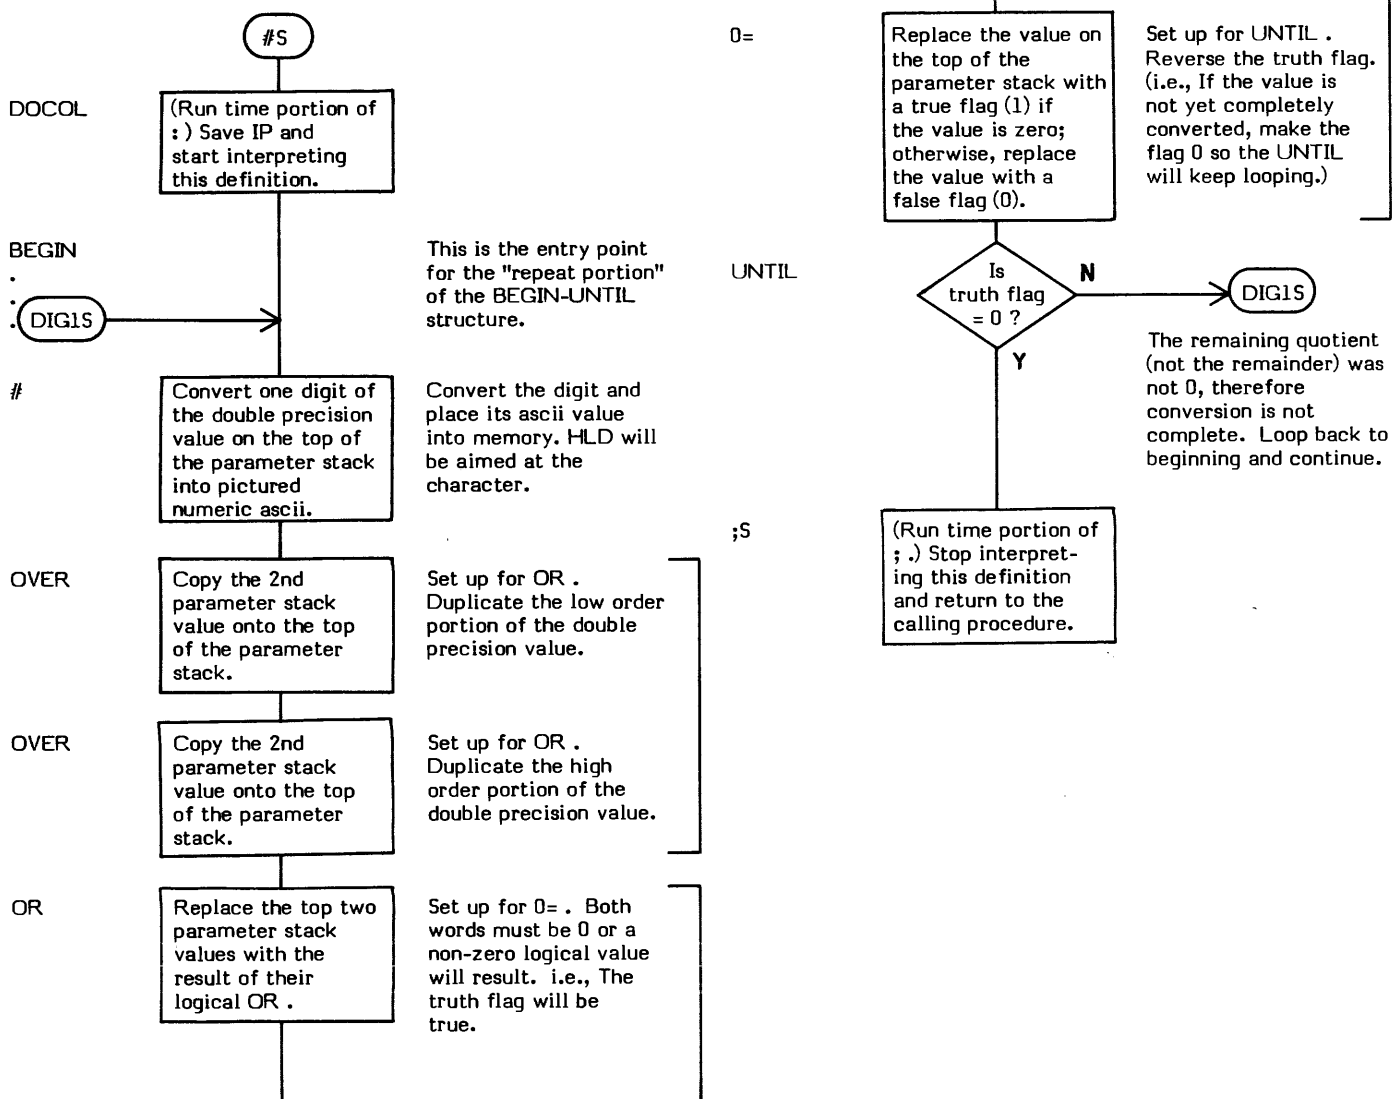 #S
DOCOL
(Run time portion of
: ) Save IP and
start interpreting
this definition.
BEGIN
.
.
.
DIG1S
This is the entry point
for the "repeat portion"
of the BEGIN-UNTIL
structure.
#
Convert one digit of
the double precision
value on the top of
the parameter stack
into pictured
numeric ascii.
Convert the digit and
place its ascii value
into memory. HLD will
be aimed at the
character.
OVER
Copy the 2nd
parameter stack
value onto the top
of the parameter
stack.
Set up for OR .
Duplicate the low order
portion of the double
precision value.
OVER
Copy the 2nd
parameter stack
value onto the top
of the parameter
stack.
Set up for OR .
Duplicate the high
order portion of the
double precision value.
OR
Replace the top two
parameter stack
values with the
result of their
logical OR .
Set up for 0= . Both
words must be 0 or a
non-zero logical value
will result. i.e., The
truth flag will be
true.
0=
Replace the value on
the top of the
parameter stack with
a true flag (1) if
the value is zero;
otherwise, replace
the value with a
false flag (0).
Set up for UNTIL .
Reverse the truth flag.
(i.e., If the value is
not yet completely
converted, make the
flag 0 so the UNTIL
will keep looping.)
UNTIL
Is
truth flag
= 0 ?
N
DIG1S
Y
The remaining quotient
(not the remainder) was
not 0, therefore
conversion is not
complete. Loop back to
beginning and continue.
;S
(Run time portion of
; .) Stop interpret-
ing this definition
and return to the
calling procedure.